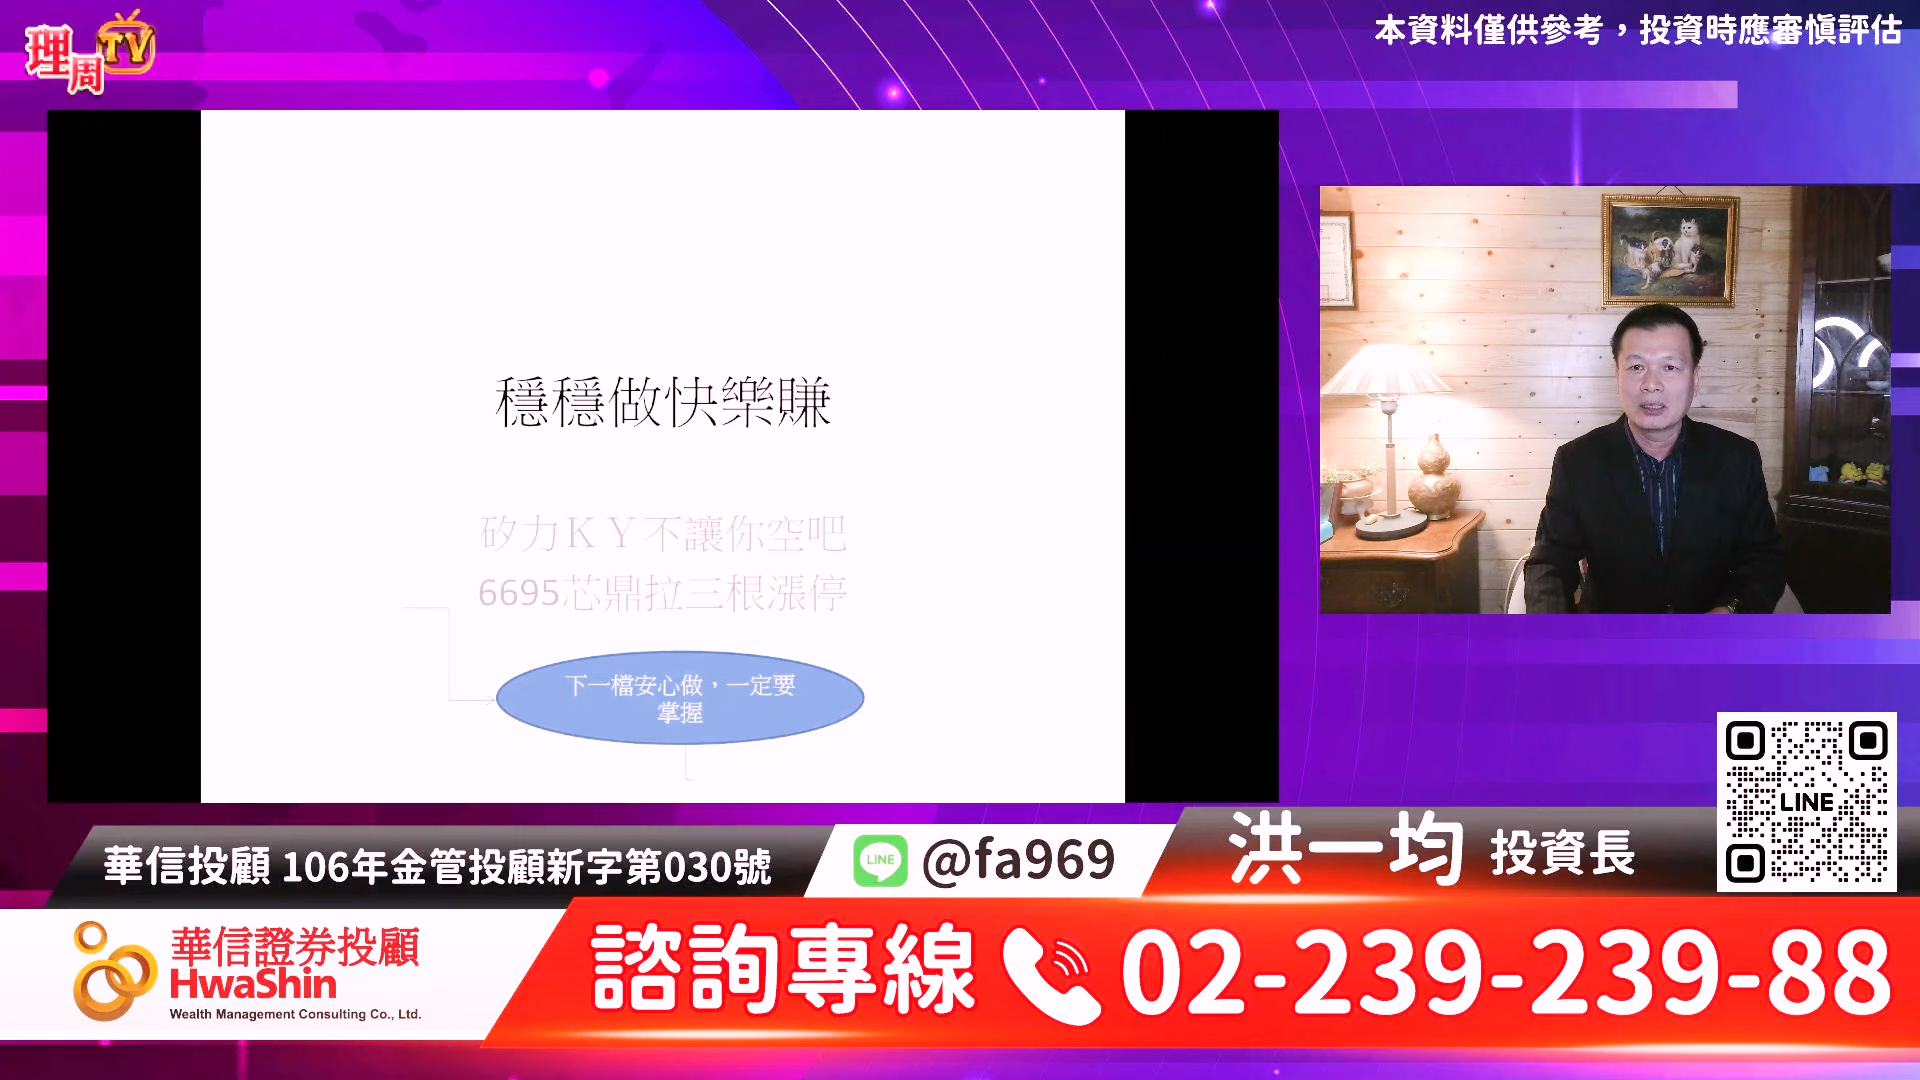 理周TV
本資料僅供參考，投資時應審慎評估
穩穩做快樂賺
矽力ＫＹ不讓你空吧
6695芯鼎拉三根漲停
下一檔安心做，一定要
掌握
LINE
華信投顧 106年金管投顧新字第030號
LINE @fa969
洪一均 投資長
華信證券投顧
HwaShin
Wealth Management Consulting Co., Ltd.
諮詢專線 02-239-239-88